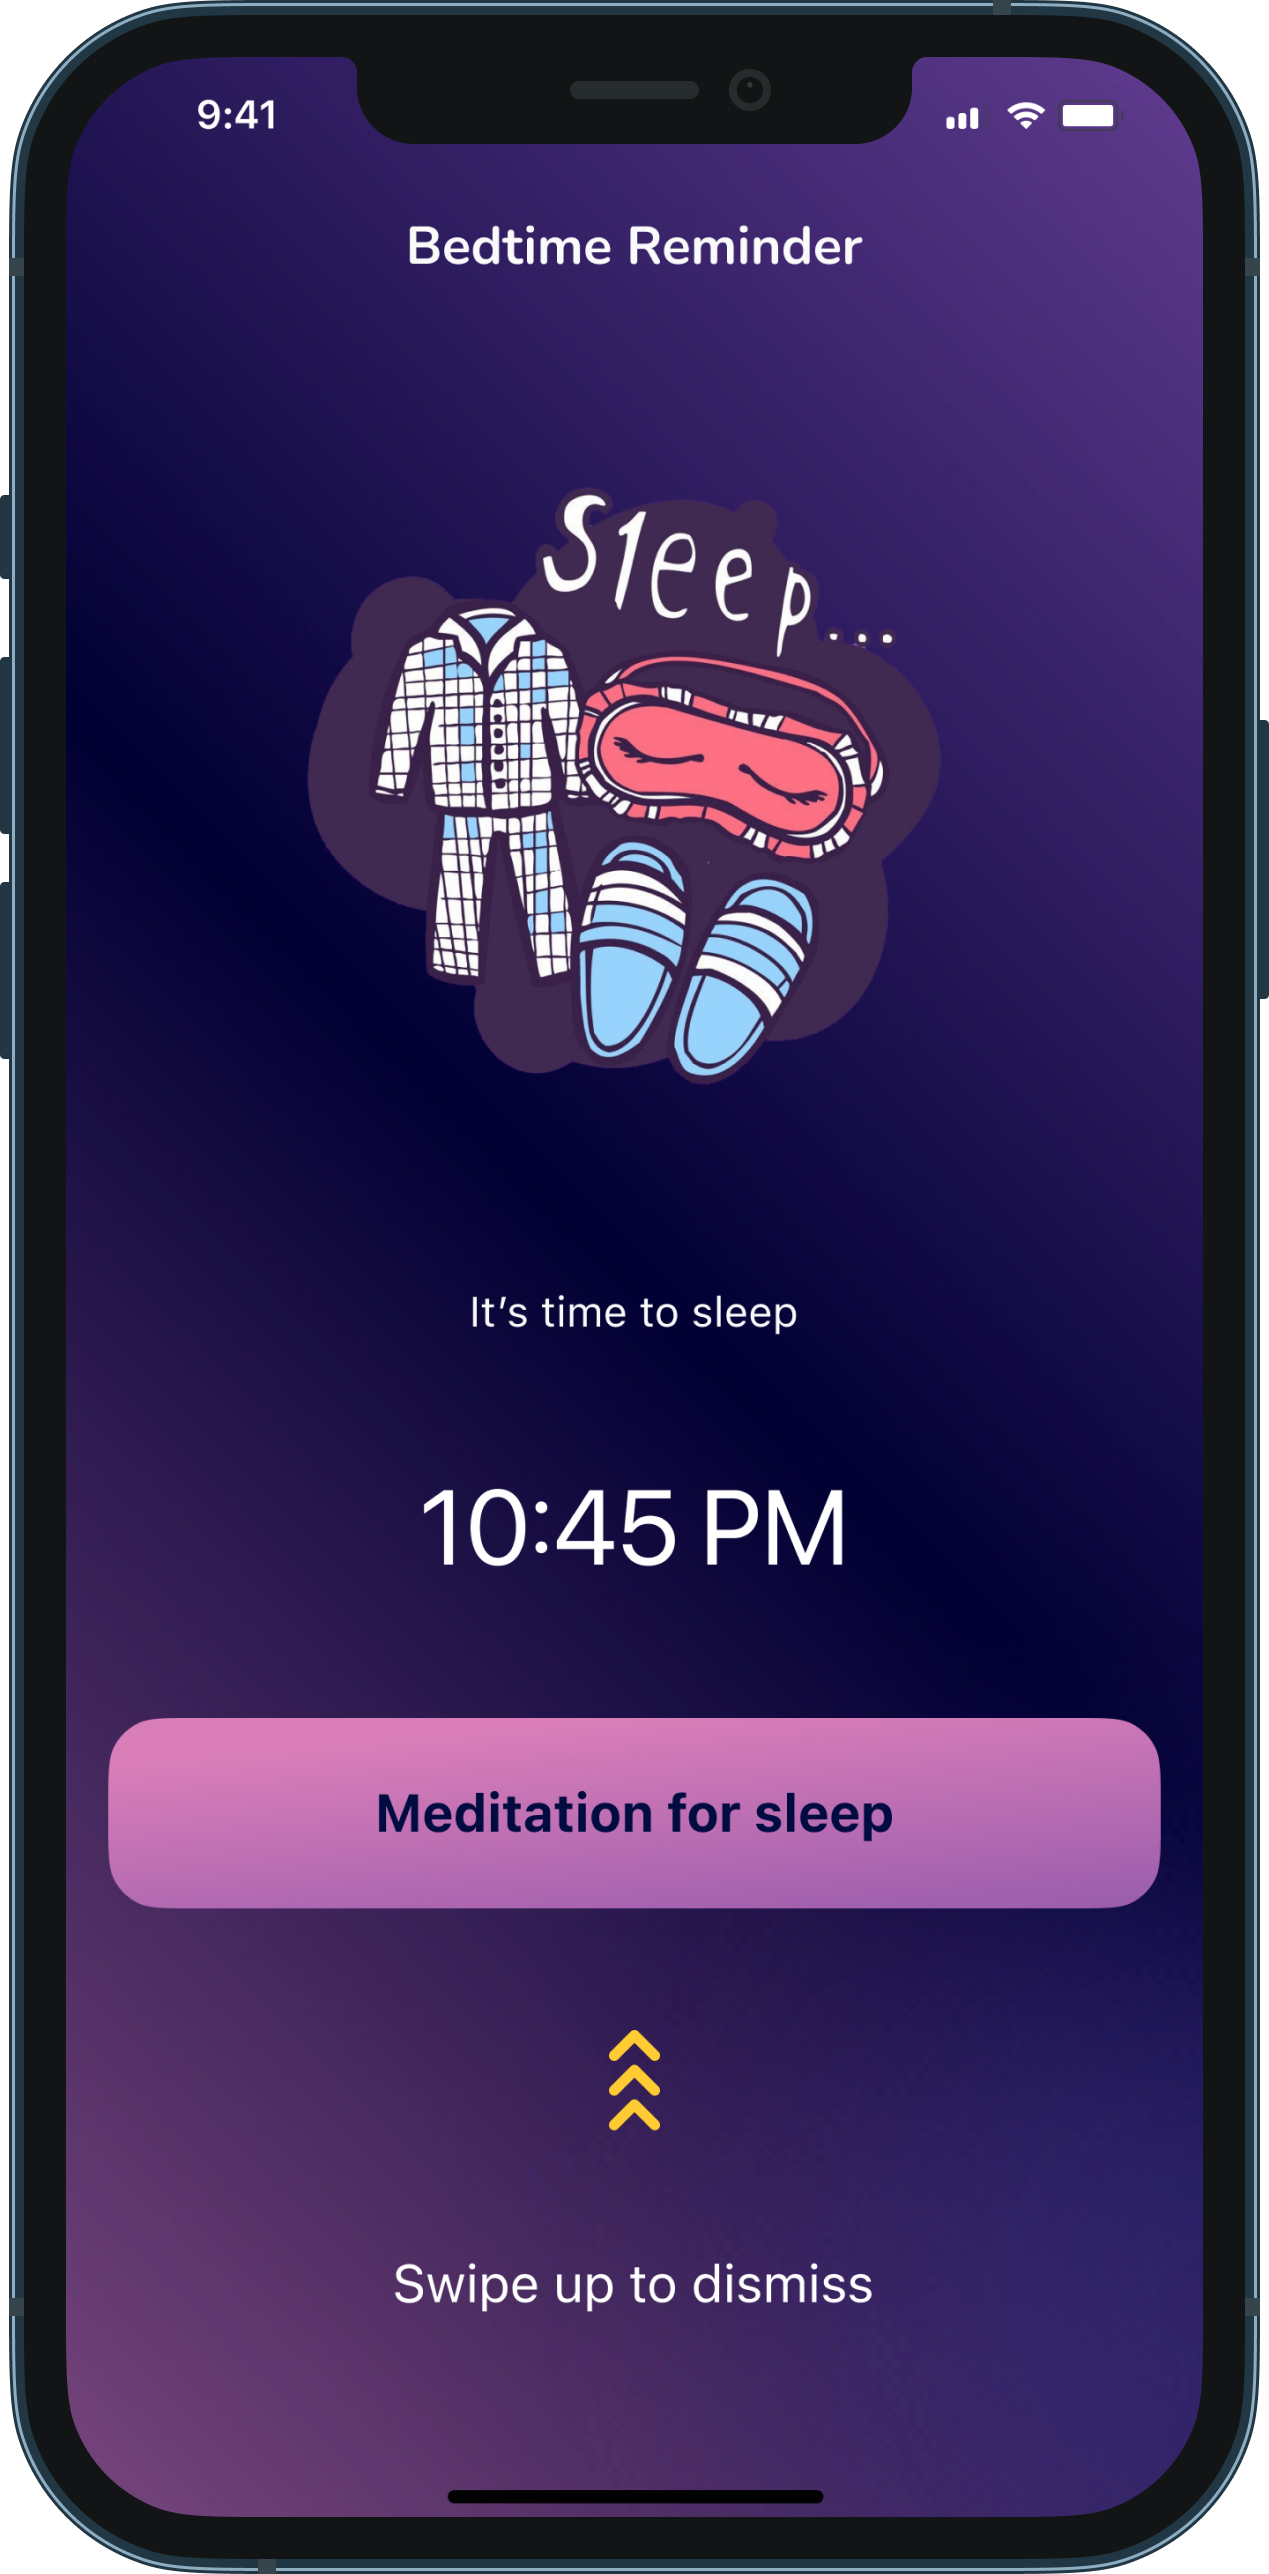 9:41
Bedtime Reminder
Sleep...
It’s time to sleep
10:45 PM
Meditation for sleep
Swipe up to dismiss